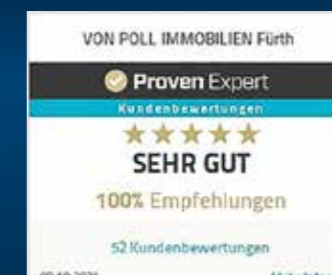 VON POLL IMMOBILIEN Fürth
Proven Expert
Kundenbewertungen
SEHR GUT
100% Empfehlungen
52 Kundenbewertungen